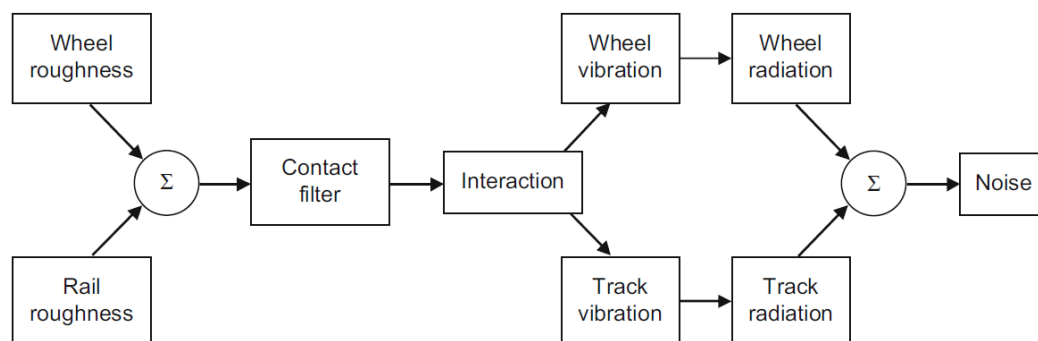 Wheel
roughness
Wheel
vibration
Wheel
radiation
Σ
Contact
filter
Interaction
Σ
Noise
Rail
roughness
Track
vibration
Track
radiation